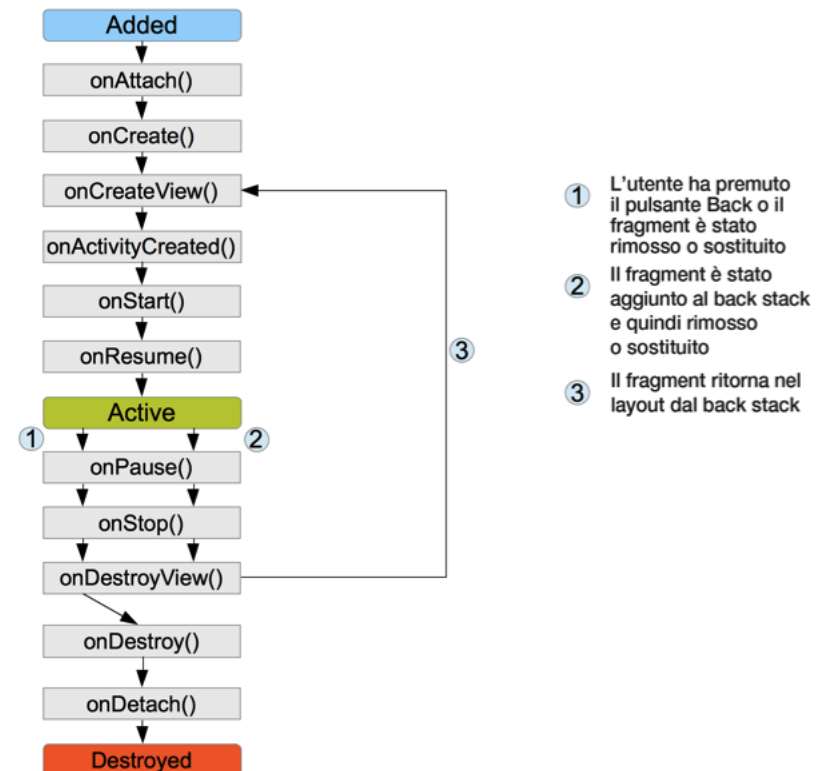 Added
onAttach()
onCreate()
onCreateView()
onActivityCreated()
onStart()
onResume()
Active
1
2
onPause()
onStop()
onDestroyView()
onDestroy()
onDetach()
Destroyed
3
1
L'utente ha premuto
il pulsante Back o il
fragment è stato
rimosso o sostituito
2
Il fragment è stato
aggiunto al back stack
e quindi rimosso
o sostituito
3
Il fragment ritorna nel
layout dal back stack